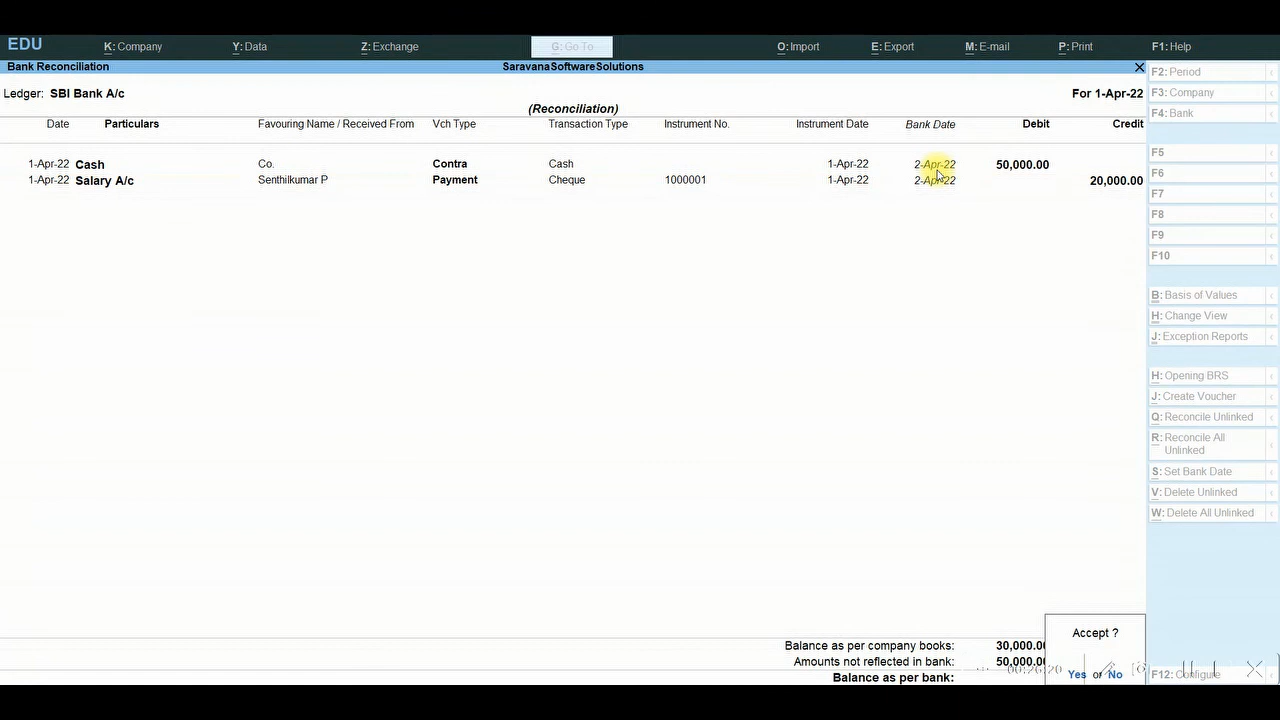 EDU K: Company Y: Data Z: Exchange G: Go To O: Import E: Export M: E-mail P: Print F1: Help
Bank Reconciliation SaravanaSoftwareSolutions
Ledger: SBI Bank A/c For 1-Apr-22
(Reconciliation)
Date Particulars Favouring Name / Received From Vch Type Transaction Type Instrument No. Instrument Date Bank Date Debit Credit
1-Apr-22 Cash Co. Contra Cash 1-Apr-22 2-Apr-22 50,000.00
1-Apr-22 Salary A/c Senthilkumar P Payment Cheque 1000001 1-Apr-22 2-Apr-22 20,000.00
Balance as per company books: 30,000.0
Amounts not reflected in bank: 50,000.0
Balance as per bank:
Accept ?
Yes or No
F2: Period
F3: Company
F4: Bank
F5
F6
F7
F8
F9
F10
B: Basis of Values
H: Change View
J: Exception Reports
H: Opening BRS
J: Create Voucher
Q: Reconcile Unlinked
R: Reconcile All
Unlinked
S: Set Bank Date
V: Delete Unlinked
W: Delete All Unlinked
F12: Configure